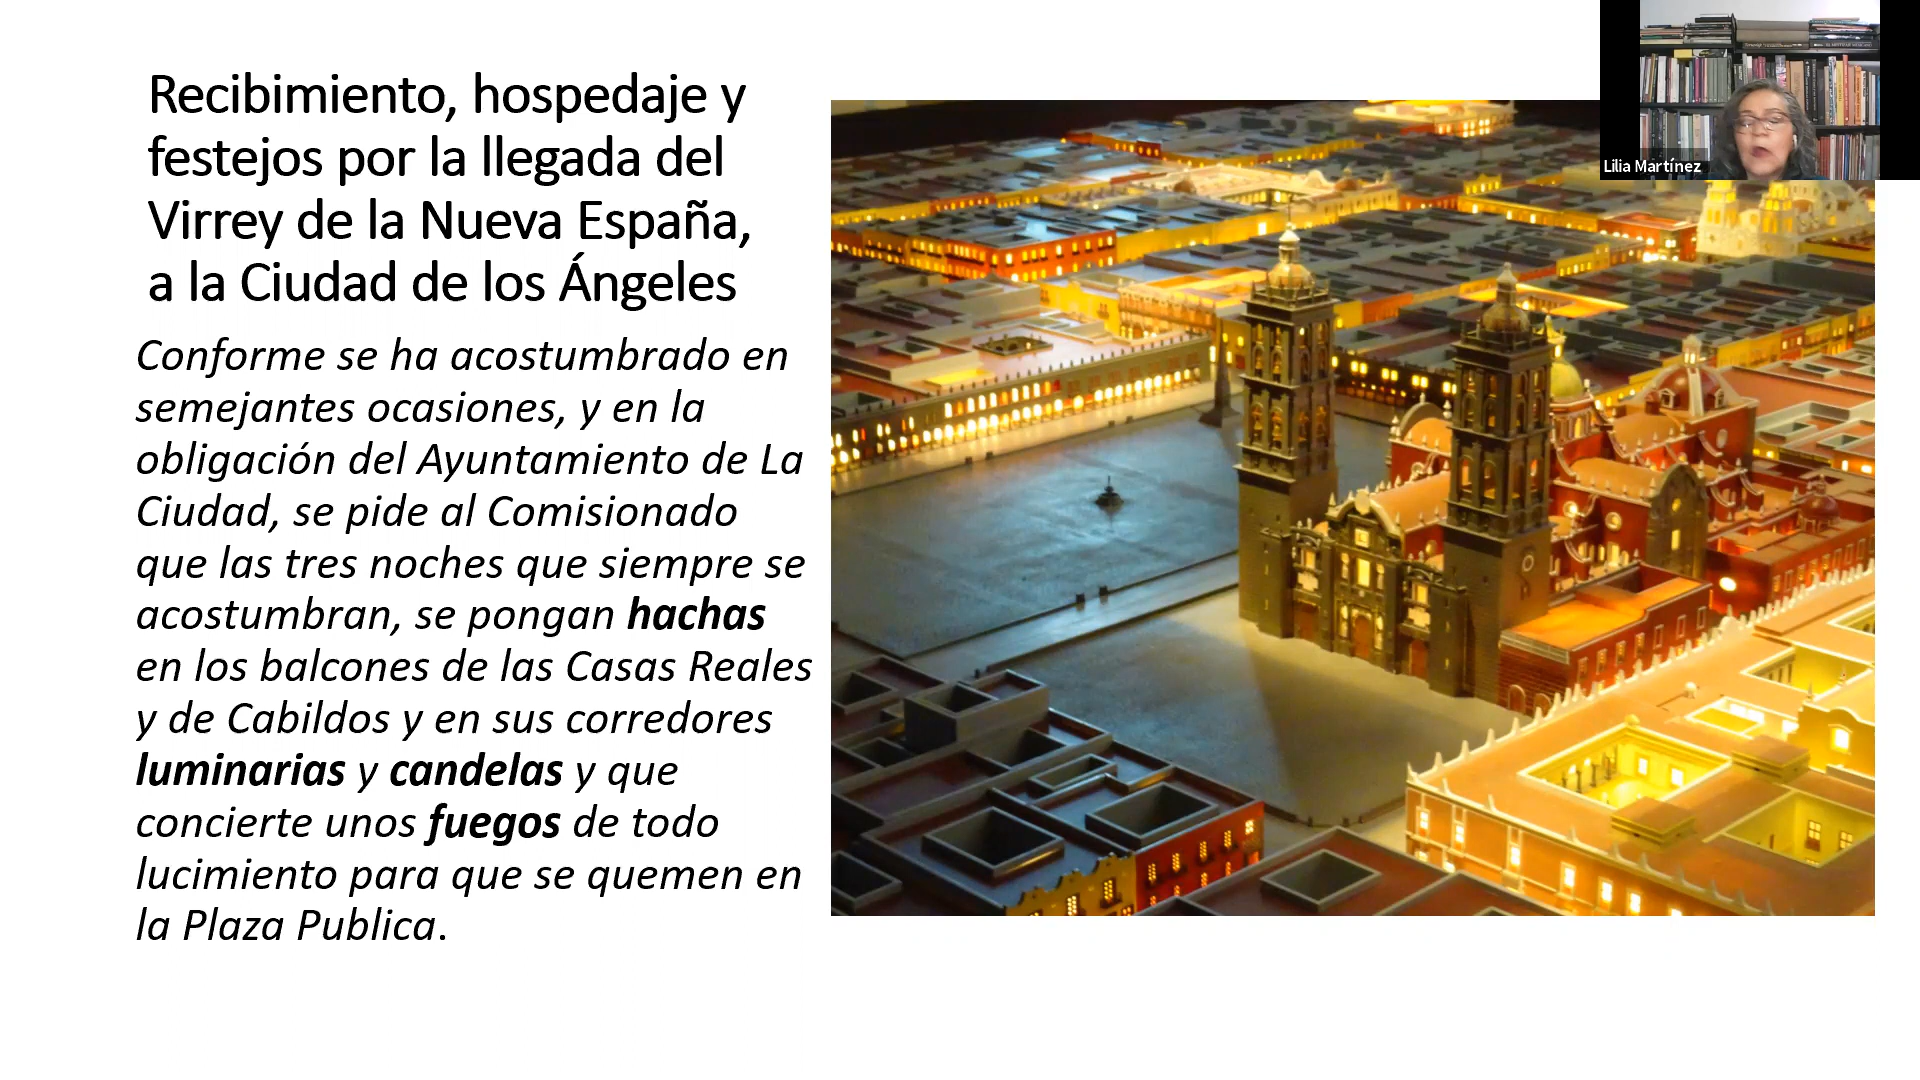 Recibimiento, hospedaje y
festejos por la llegada del
Virrey de la Nueva España,
a la Ciudad de los Ángeles
Conforme se ha acostumbrado en
semejantes ocasiones, y en la
obligación del Ayuntamiento de La
Ciudad, se pide al Comisionado
que las tres noches que siempre se
acostumbran, se pongan hachas
en los balcones de las Casas Reales
y de Cabildos y en sus corredores
luminarias y candelas y que
concierte unos fuegos de todo
lucimiento para que se quemen en
la Plaza Publica.
Lilia Martínez